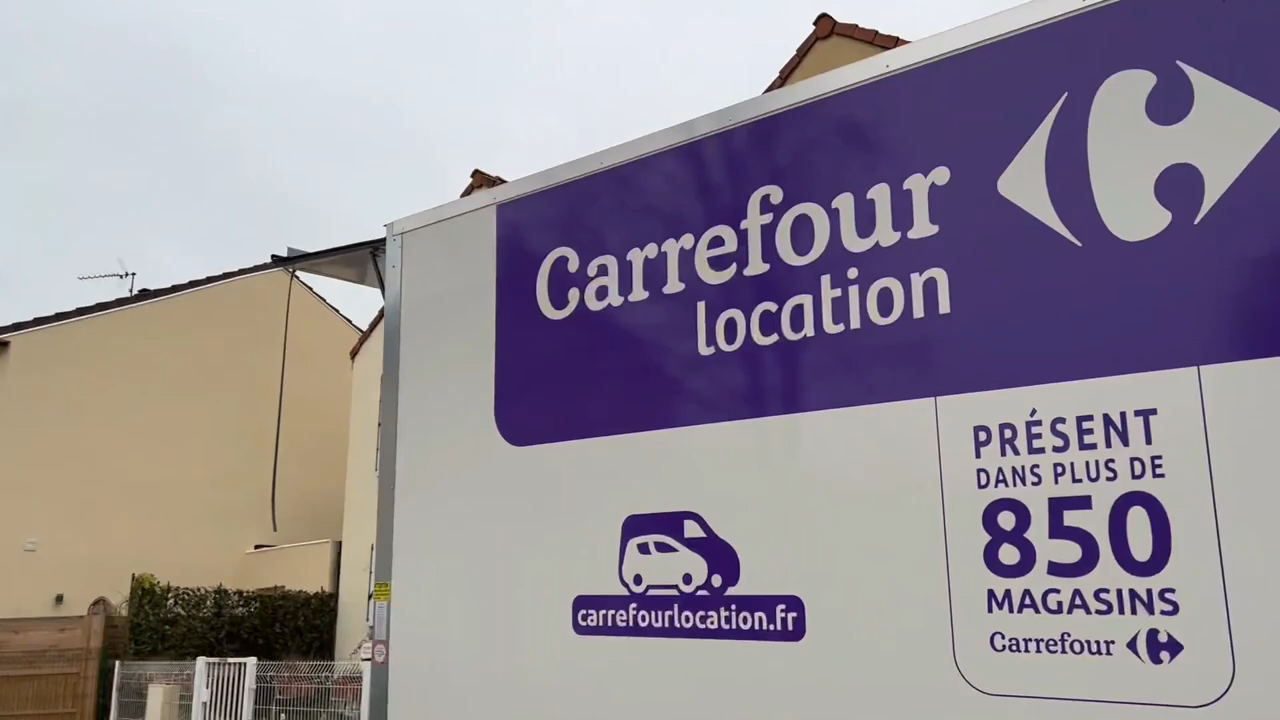 Carrefour
location
PRÉSENT
DANS PLUS DE
850
MAGASINS
Carrefour
carrefourlocation.fr